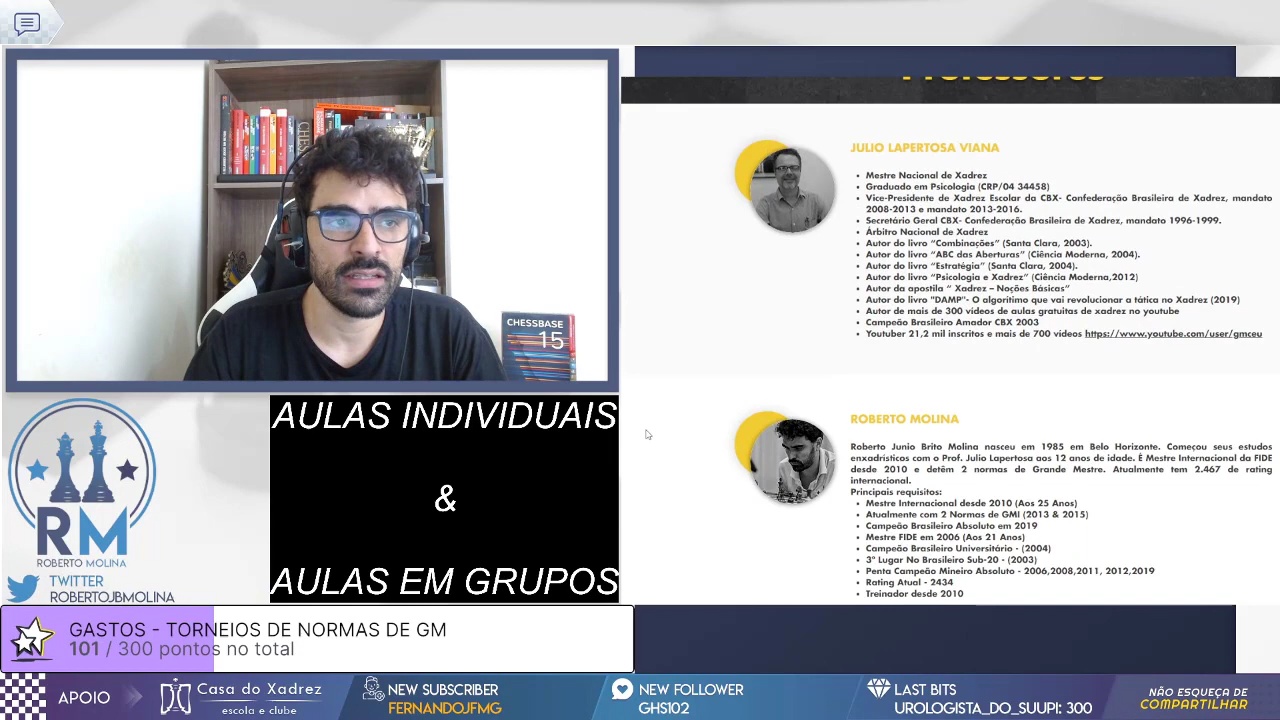 Professores
JULIO LAPERTOSA VIANA
• Mestre Nacional de Xadrez
• Graduado em Psicologia (CRP/04 34458)
• Vice-Presidente de Xadrez Escolar da CBX- Confederação Brasileira de Xadrez, mandato
2008-2013 e mandato 2013-2016.
• Secretário Geral CBX- Confederação Brasileira de Xadrez, mandato 1996-1999.
• Árbitro Nacional de Xadrez
• Autor do livro “Combinações” (Santa Clara, 2003).
• Autor do livro “ABC das Aberturas” (Ciência Moderna, 2004).
• Autor do livro “Estratégia” (Santa Clara, 2004).
• Autor do livro “Psicologia e Xadrez” (Ciência Moderna,2012)
• Autor da apostila “ Xadrez – Noções Básicas”
• Autor do livro "DAMP"- O algorítimo que vai revolucionar a tática no Xadrez (2019)
• Autor de mais de 300 vídeos de aulas gratuitas de xadrez no youtube
• Campeão Brasileiro Amador CBX 2003
• Youtuber 21,2 mil inscritos e mais de 700 vídeos https://www.youtube.com/user/gmceu
CHESSBASE
15
ROBERTO MOLINA
Roberto Junio Brito Molina nasceu em 1985 em Belo Horizonte. Começou seus estudos
enxadrísticos com o Prof. Julio Lapertosa aos 12 anos de idade. É Mestre Internacional da FIDE
desde 2010 e detêm 2 normas de Grande Mestre. Atualmente tem 2.467 de rating
internacional.
Principais requisitos:
• Mestre Internacional desde 2010 (Aos 25 Anos)
• Atualmente com 2 Normas de GMI (2013 & 2015)
• Campeão Brasileiro Absoluto em 2019
• Mestre FIDE em 2006 (Aos 21 Anos)
• Campeão Brasileiro Universitário - (2004)
• 3º Lugar No Brasileiro Sub-20 - (2003)
• Penta Campeão Mineiro Absoluto - 2006,2008,2011, 2012,2019
• Rating Atual - 2434
• Treinador desde 2010
AULAS INDIVIDUAIS
&
AULAS EM GRUPOS
RM
ROBERTO MOLINA
TWITTER
ROBERTOJBMOLINA
GASTOS - TORNEIOS DE NORMAS DE GM
101 / 300 pontos no total
APOIO
Casa do Xadrez
escola e clube
NEW SUBSCRIBER
FERNANDOJFMG
NEW FOLLOWER
GHS102
LAST BITS
UROLOGISTA_DO_SUUPI: 300
NÃO ESQUEÇA DE
COMPARTILHAR